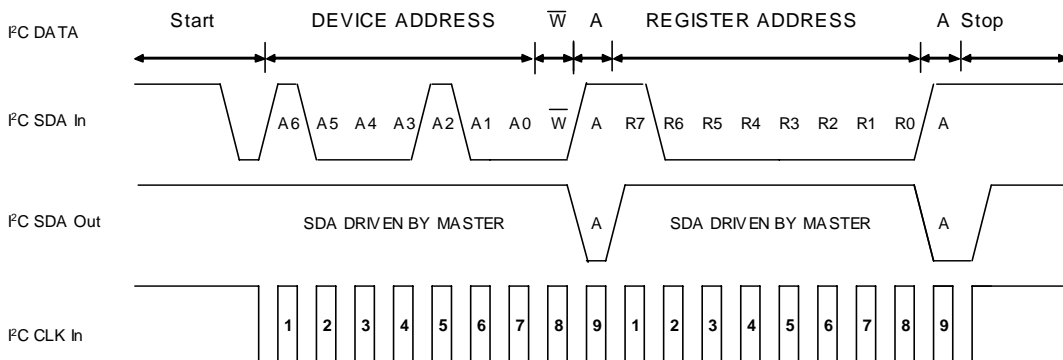 Start DEVICE ADDRESS W̅ A REGISTER ADDRESS A Stop
I²C DATA
I²C SDA In A6 A5 A4 A3 A2 A1 A0 W̅ A R7 R6 R5 R4 R3 R2 R1 R0 A
I²C SDA Out SDA DRIVEN BY MASTER A SDA DRIVEN BY MASTER A
I²C CLK In 1 2 3 4 5 6 7 8 9 1 2 3 4 5 6 7 8 9